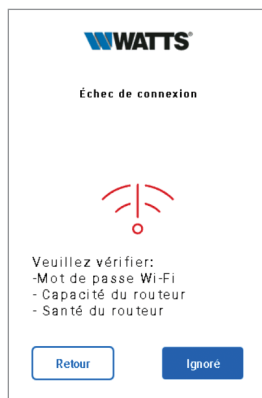 WATTS®
Échec de connexion
Veuillez vérifier:
-Mot de passe Wi-Fi
- Capacité du routeur
- Santé du routeur
Retour
Ignoré